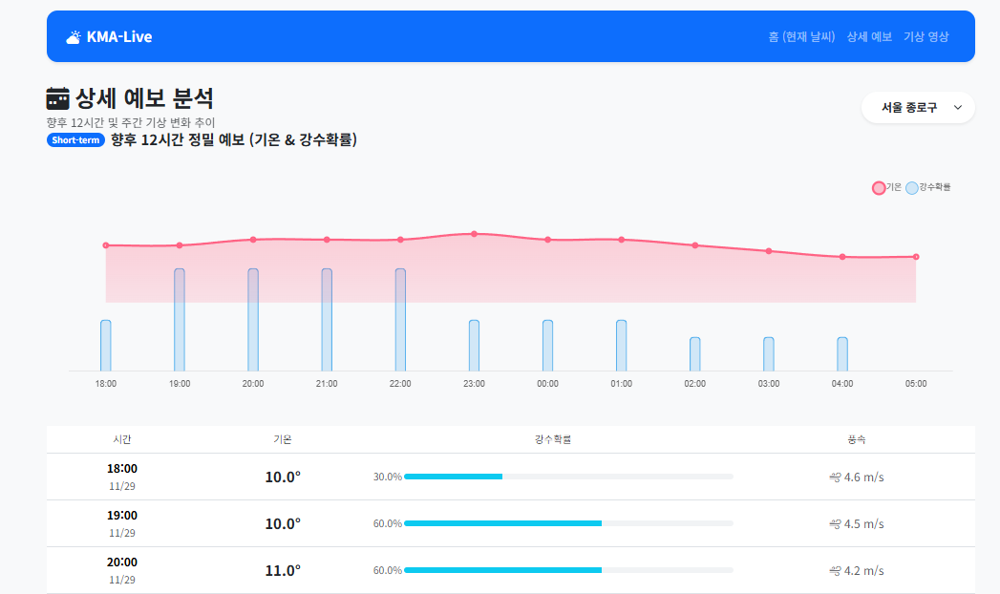 KMA-Live
홈 (현재 날씨) 상세 예보 기상 영상
상세 예보 분석
향후 12시간 및 주간 기상 변화 추이
서울 종로구
Short-term 향후 12시간 정밀 예보 (기온 & 강수확률)
기온 강수확률
18:00 19:00 20:00 21:00 22:00 23:00 00:00 01:00 02:00 03:00 04:00 05:00
시간 기온 강수확률 풍속
18:00
11/29
10.0° 30.0% 4.6 m/s
19:00
11/29
10.0° 60.0% 4.5 m/s
20:00
11/29
11.0° 60.0% 4.2 m/s